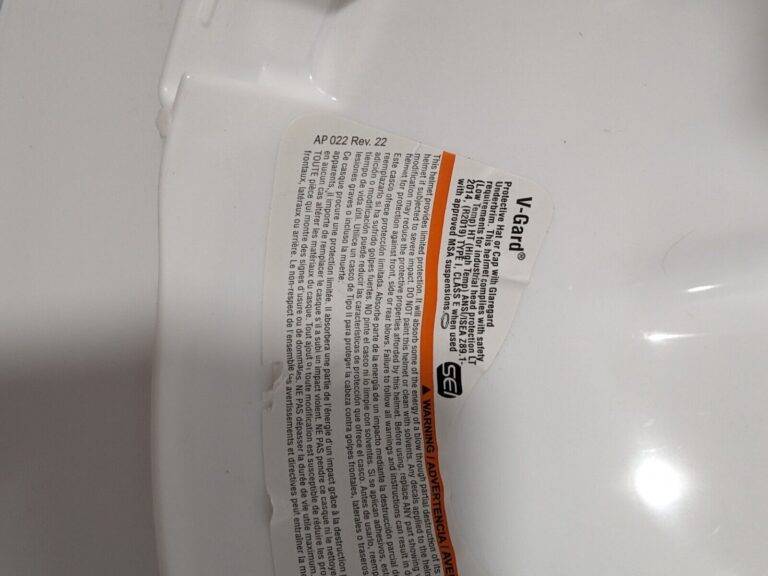 V-Gard®
Protective Hat or Cap with Glaregard
Underbrim. This helmet complies with safety
requirements for industrial head protection LT
(Low Temp) HT (High Temp) ANSI/ISEA Z89.1-
2014, (R2019) TYPE I, CLASS E when used
with approved MSA suspensions.
SEI
WARNING / ADVERTENCIA / AVE
This helmet provides limited protection. It will absorb some of the energy of a blow through partial destruction of its
helmet if subjected to severe impact. DO NOT paint this helmet or clean with solvents. Any decals applied to the helm
modification may reduce the protective properties afforded by this helmet. Before using, replace ANY part showing
helmet for protection against front, side or rear blows. Failure to follow all warnings and instructions can result in d
Este casco ofrece protección limitada. Absorbe parte de la energía de un impacto mediante la destrucción parcial d
reemplazarlo si ha sufrido golpes fuertes. NO pinte el casco ni lo limpie con solventes. Si se aplican adhesivos, est
adición o modificación puede reducir las características de protección que ofrece el casco. Antes de usarlo, reemp
tiempo de vida útil. Utilice un casco de Tipo II para proteger la cabeza contra golpes frontales, laterales o traseros
lesiones graves o incluso la muerte.
Ce casque procure une protection limitée. Il absorbera une partie de l'énergie d'un impact grâce à la destruction
apparents, il importe de remplacer le casque s'il a subi un impact violent. NE PAS peindre ce casque ni le nettoye
en aucun cas altérer les matériaux du casque. Tout ajout ou toute modification est susceptible de réduire les pro
TOUTE pièce qui montre des signes d'usure ou de dommages. NE PAS dépasser la durée de vie utile maximum.
frontaux, latéraux ou arrière. Le non-respect de l'ensemble des avertissements et directives peut entraîner la m
AP 022 Rev. 22